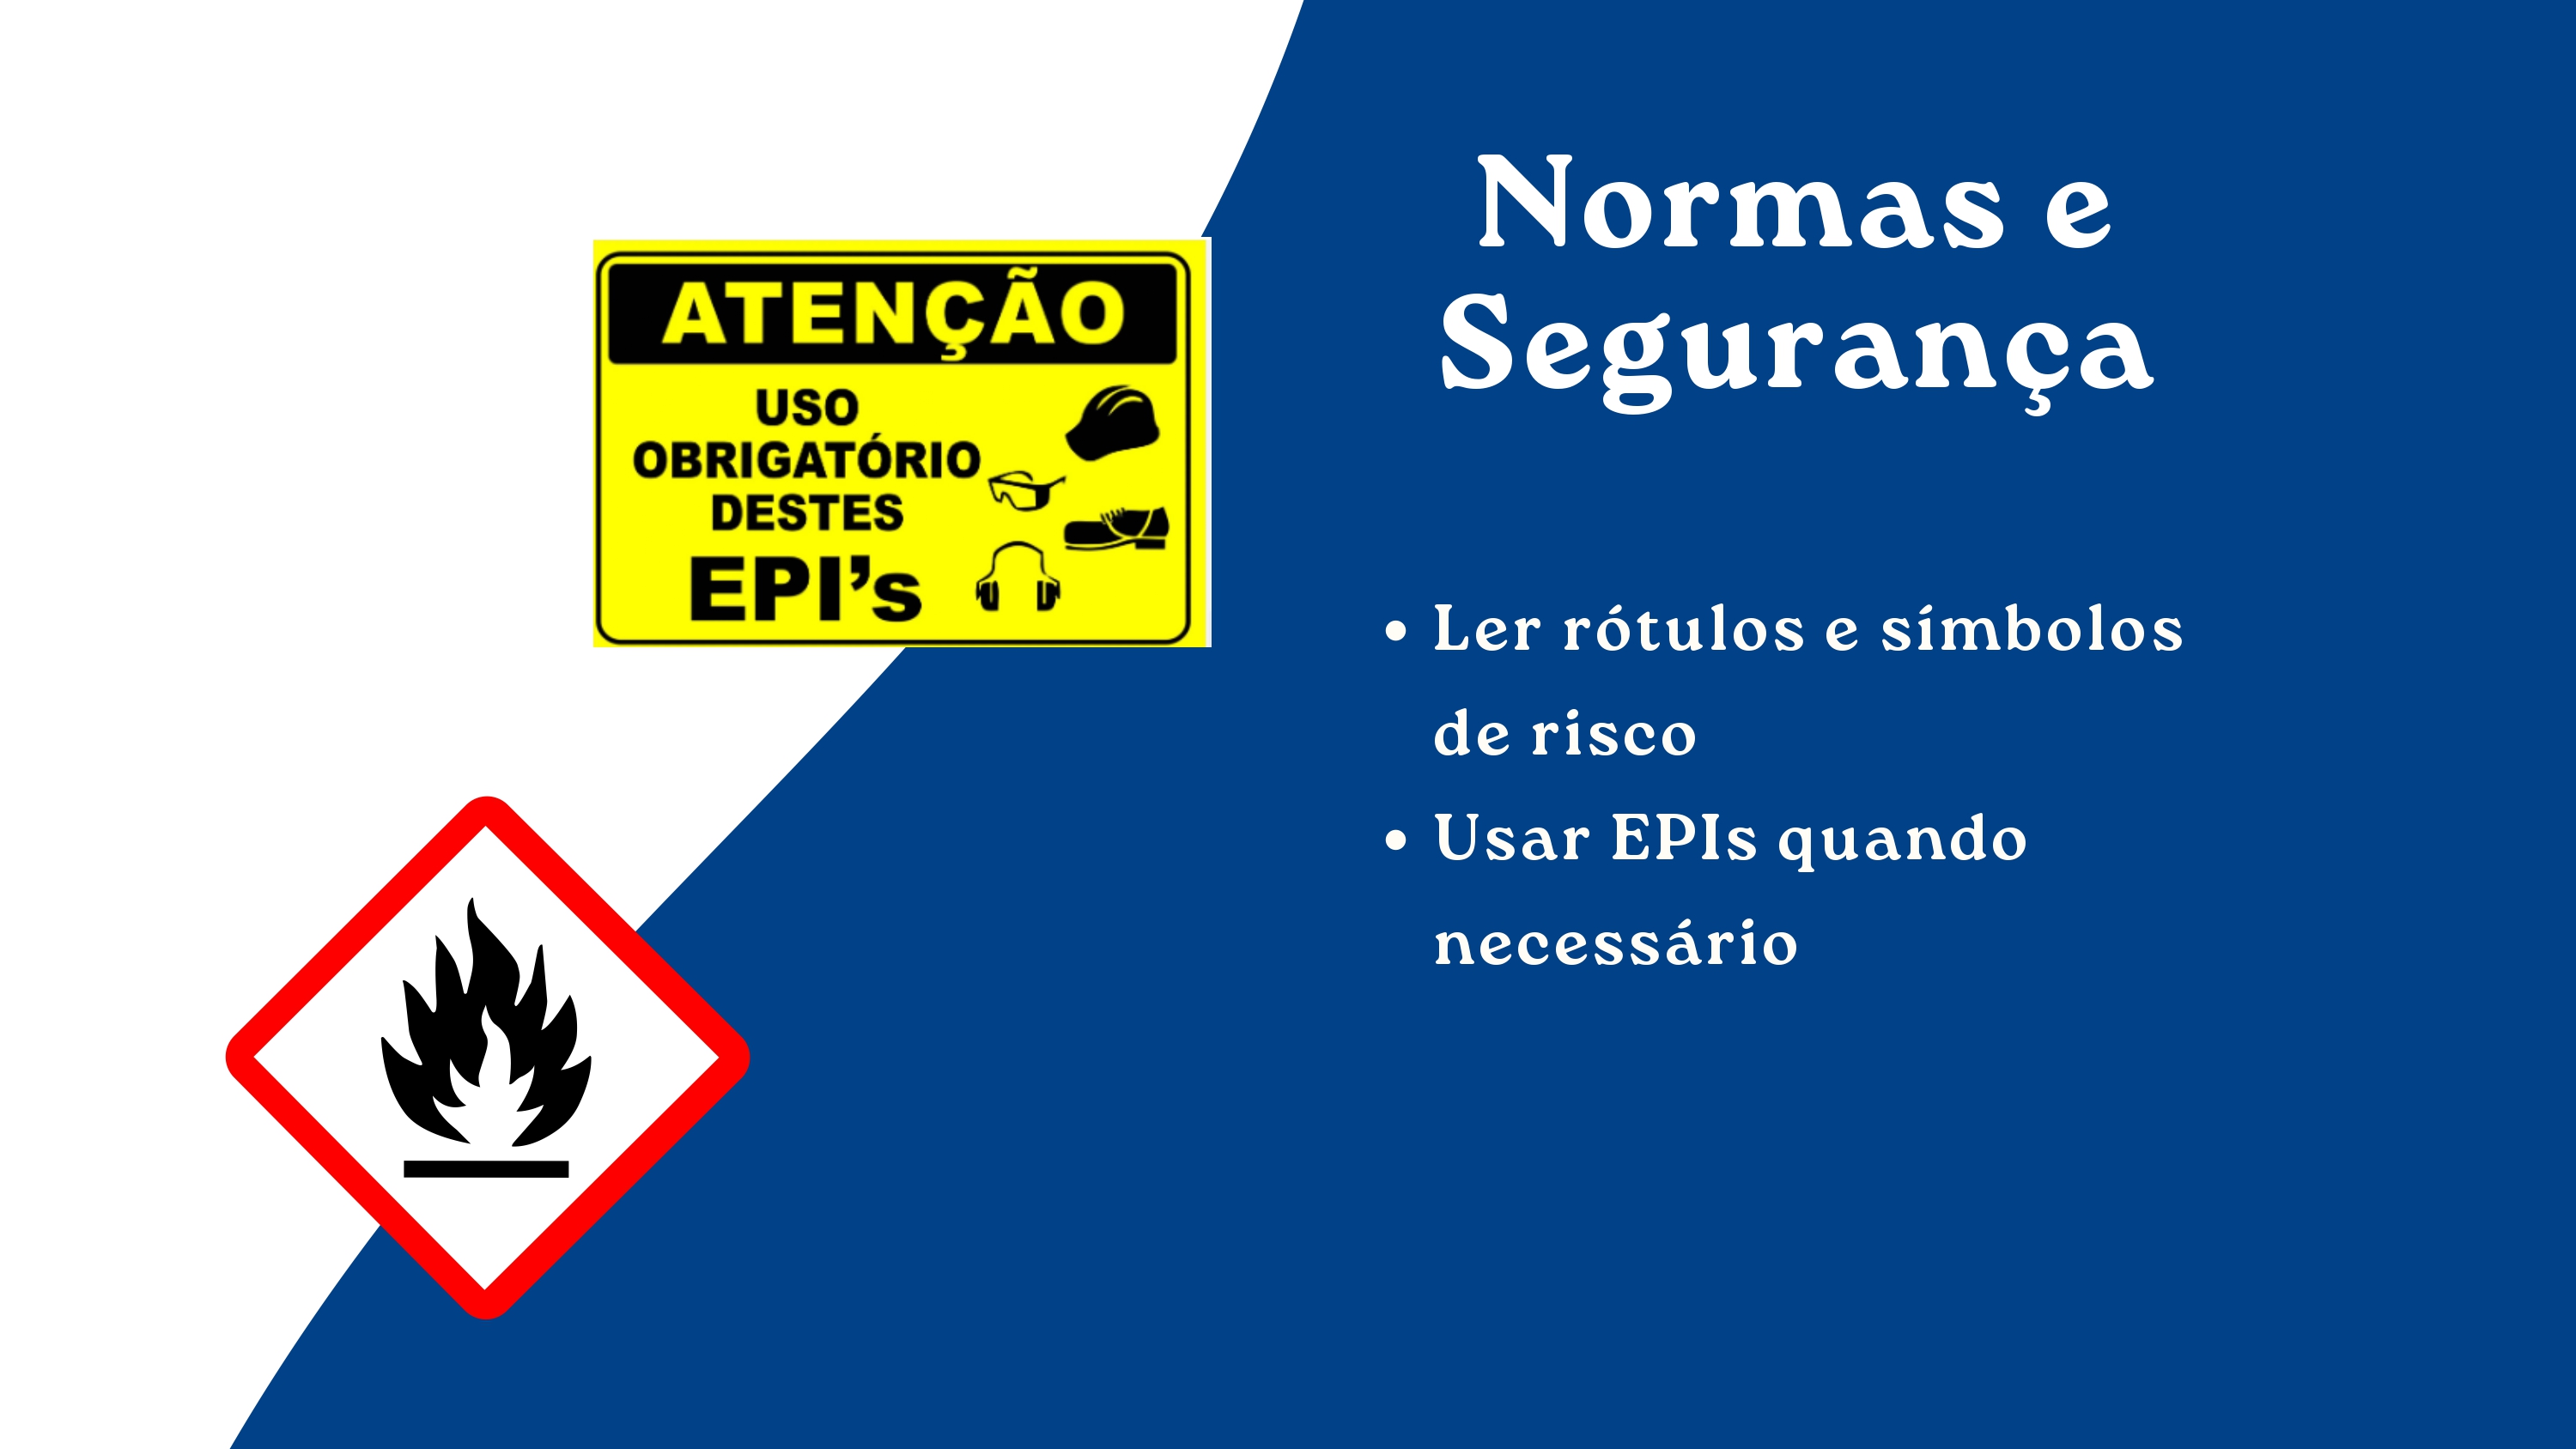 ATENÇÃO
USO
OBRIGATÓRIO
DESTES
EPI’s
Normas e
Segurança
• Ler rótulos e símbolos
de risco
• Usar EPIs quando
necessário